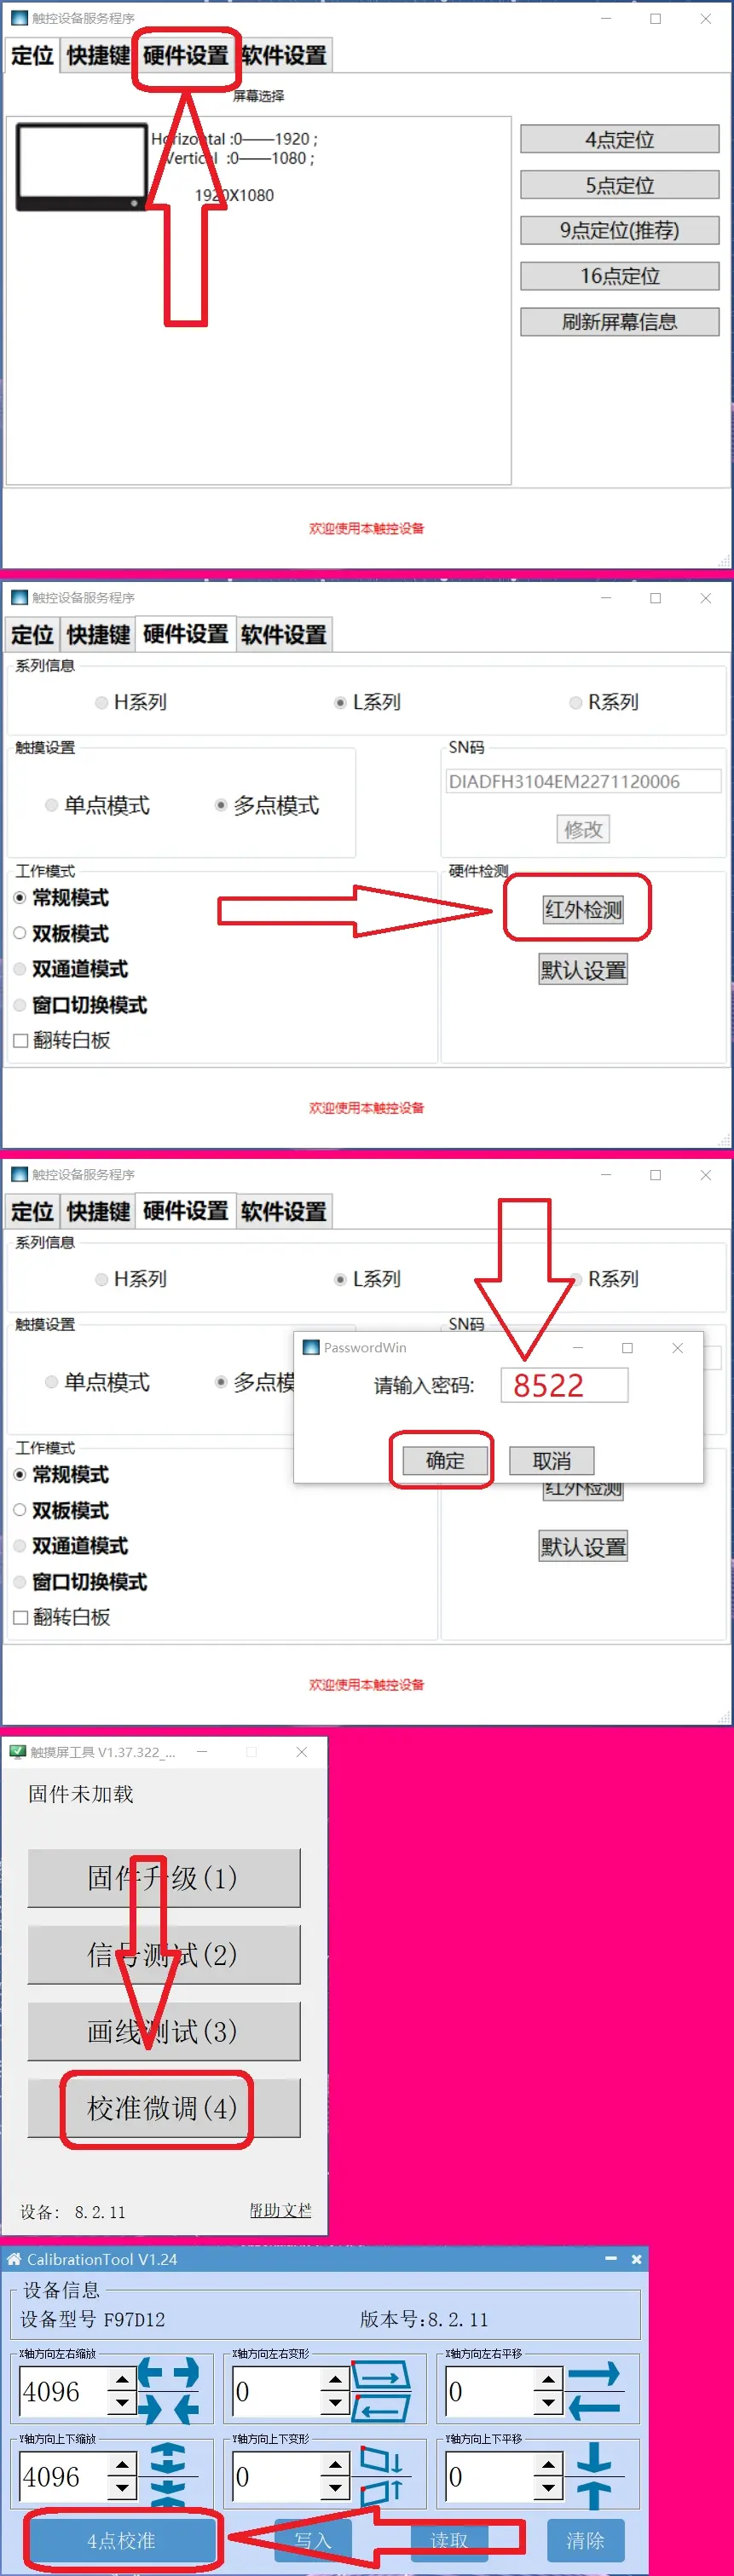 触控设备服务程序
定位 快捷键 硬件设置 软件设置
屏幕选择
Horizontal :0——1920 ;
Vertical :0——1080 ;
1920X1080
4点定位
5点定位
9点定位(推荐)
16点定位
刷新屏幕信息
欢迎使用本触控设备
触控设备服务程序
定位 快捷键 硬件设置 软件设置
系列信息
H系列 L系列 R系列
触摸设置
单点模式 多点模式
SN码
DIADFH3104EM2271120006
修改
工作模式
常规模式
双板模式
双通道模式
窗口切换模式
翻转白板
硬件检测
红外检测
默认设置
欢迎使用本触控设备
触控设备服务程序
定位 快捷键 硬件设置 软件设置
系列信息
H系列 L系列 R系列
触摸设置
单点模式 多点模
SN码
PasswordWin
请输入密码: 8522
确定 取消
工作模式
常规模式
双板模式
双通道模式
窗口切换模式
翻转白板
红外检测
默认设置
欢迎使用本触控设备
触摸屏工具 V1.37.322_...
固件未加载
固件升级(1)
信号测试(2)
画线测试(3)
校准微调(4)
设备: 8.2.11
帮助文档
CalibrationTool V1.24
设备信息
设备型号 F97D12 版本号:8.2.11
X轴方向左右缩放 X轴方向左右变形 X轴方向左右平移
4096 0 0
Y轴方向上下缩放 Y轴方向上下变形 Y轴方向上下平移
4096 0 0
4点校准 写入 读取 清除